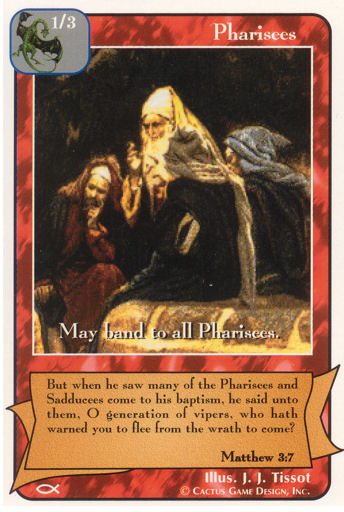 1/3
Pharisees
May band to all Pharisees.
But when he saw many of the Pharisees and
Sadducees come to his baptism, he said unto
them, O generation of vipers, who hath
warned you to flee from the wrath to come?
Matthew 3:7
Illus. J. J. Tissot
© CACTUS GAME DESIGN, INC.